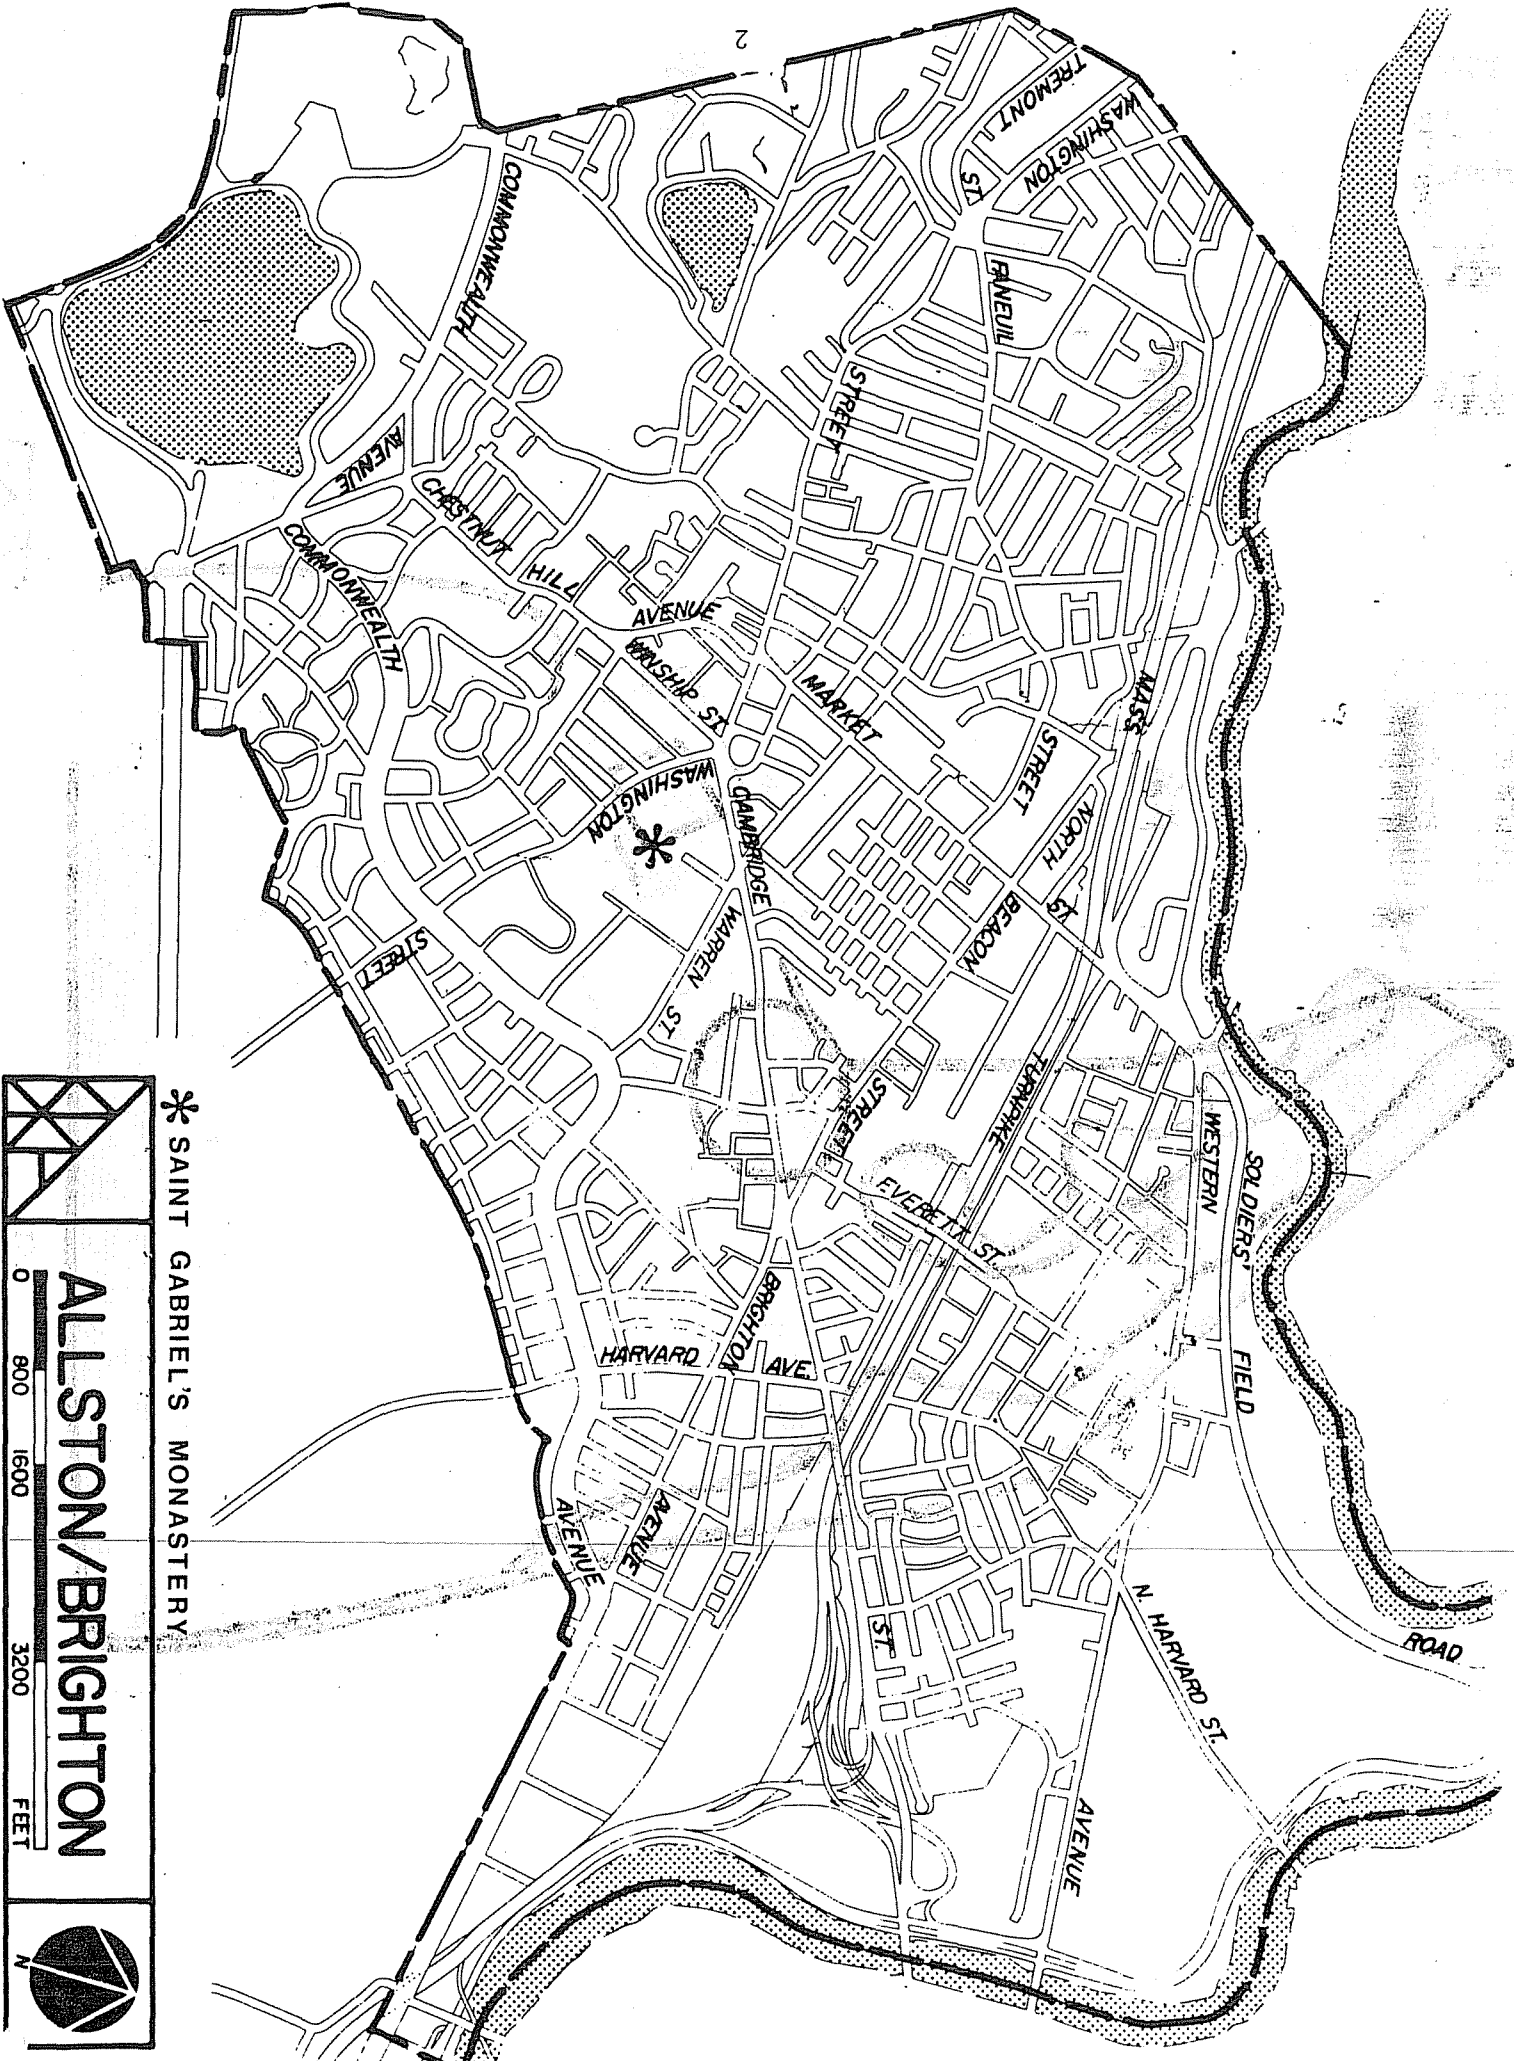 2
TREMONT
ST.
WASHINGTON
FANEUIL
STREET
COMMONWEALTH
AVENUE
STREET
CHESTNUT
HILL
AVENUE
COMMONWEALTH
WINSHIP ST.
MARKET
STREET
MASS.
TURNPIKE
WASHINGTON
STREET
CAMBRIDGE
ST.
NORTH
BEACON
ST.
STREET
WARREN
ST.
WESTERN
AVENUE
SOLDIERS'
FIELD
ROAD
EVERETT ST.
BRIGHTON
AVENUE
HARVARD AVE.
AVENUE
N. HARVARD ST.
* SAINT GABRIEL'S MONASTERY
ALLSTON/BRIGHTON
0 800 1600 3200 FEET
N